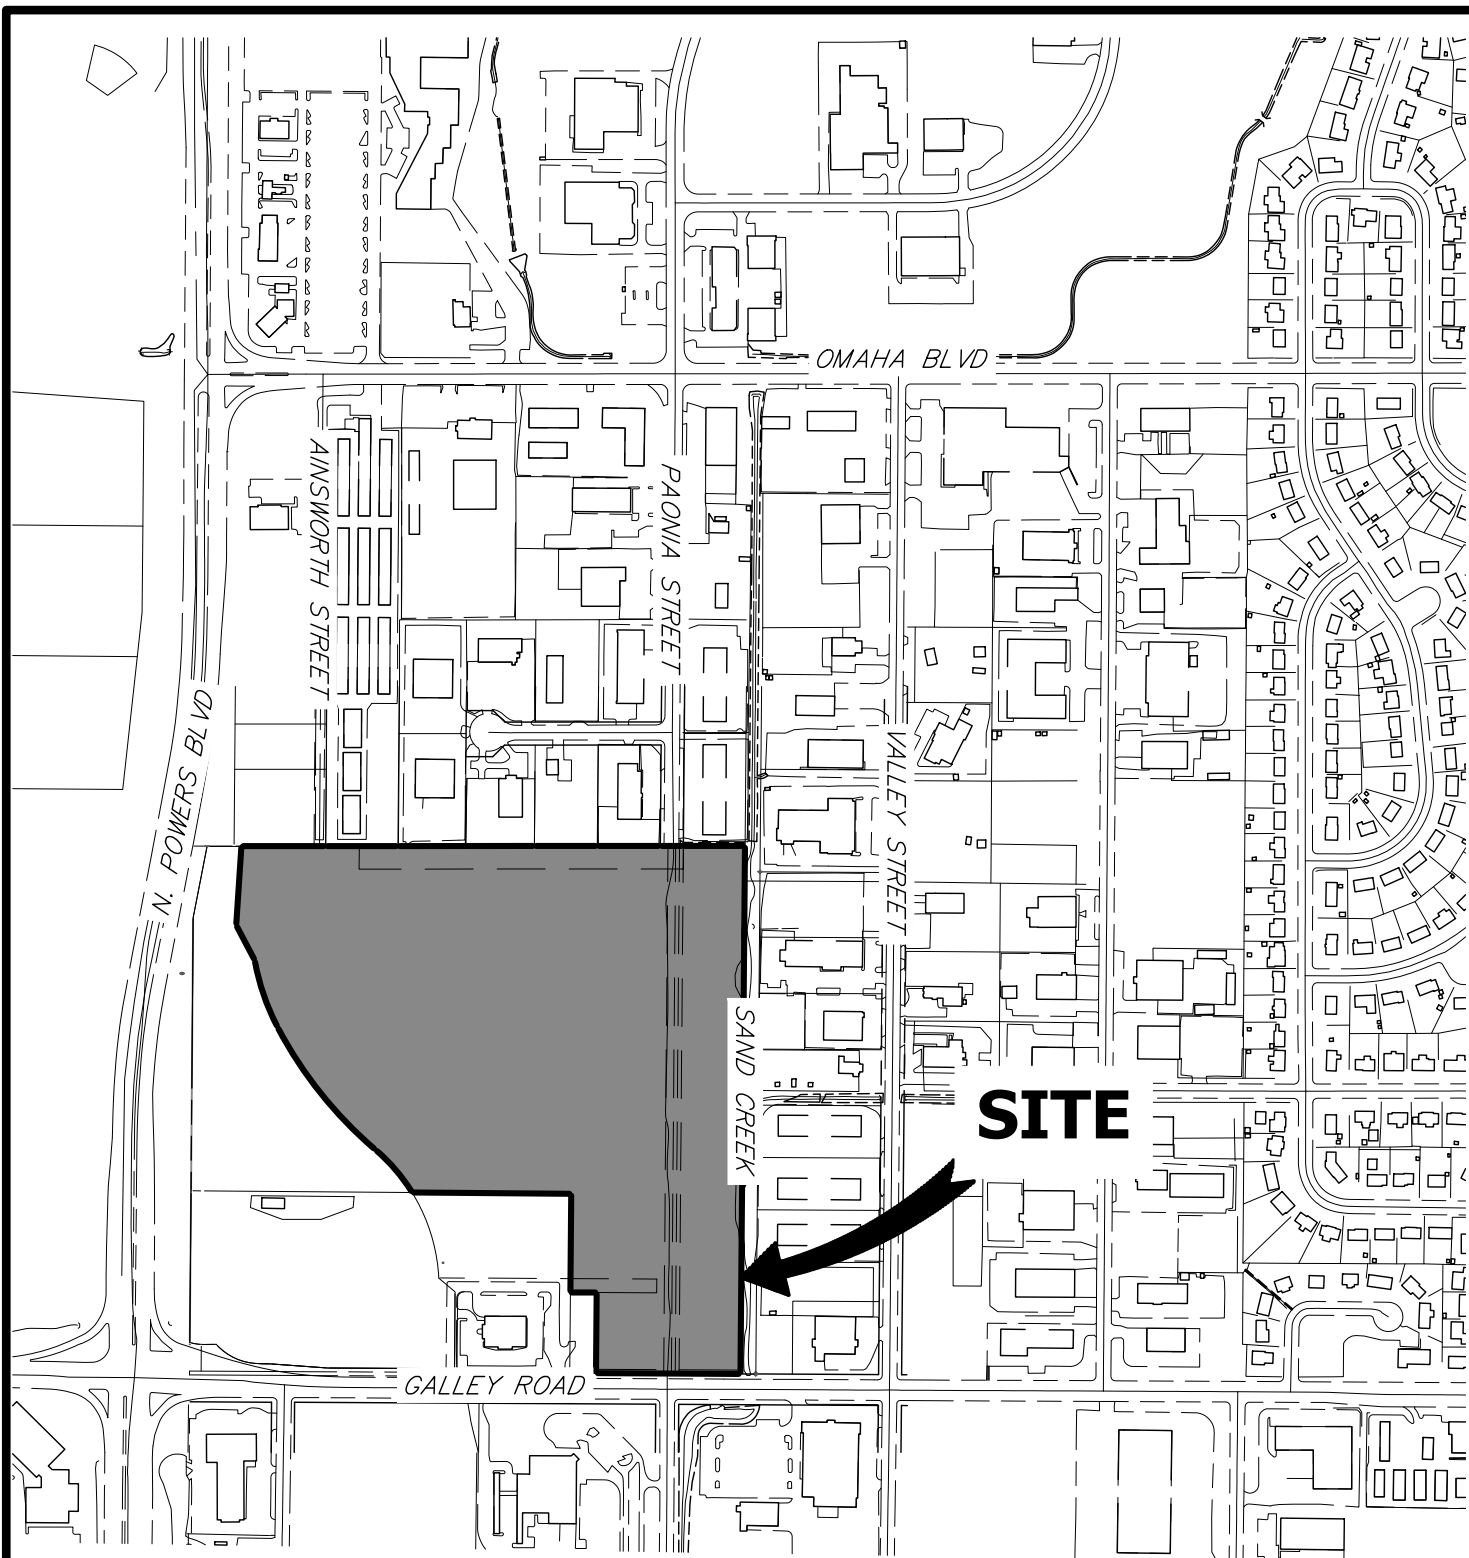 OMAHA BLVD
AINSWORTH STREET
PAONIA STREET
N. POWERS BLVD
VALLEY STREET
SAND CREEK
SITE
GALLEY ROAD